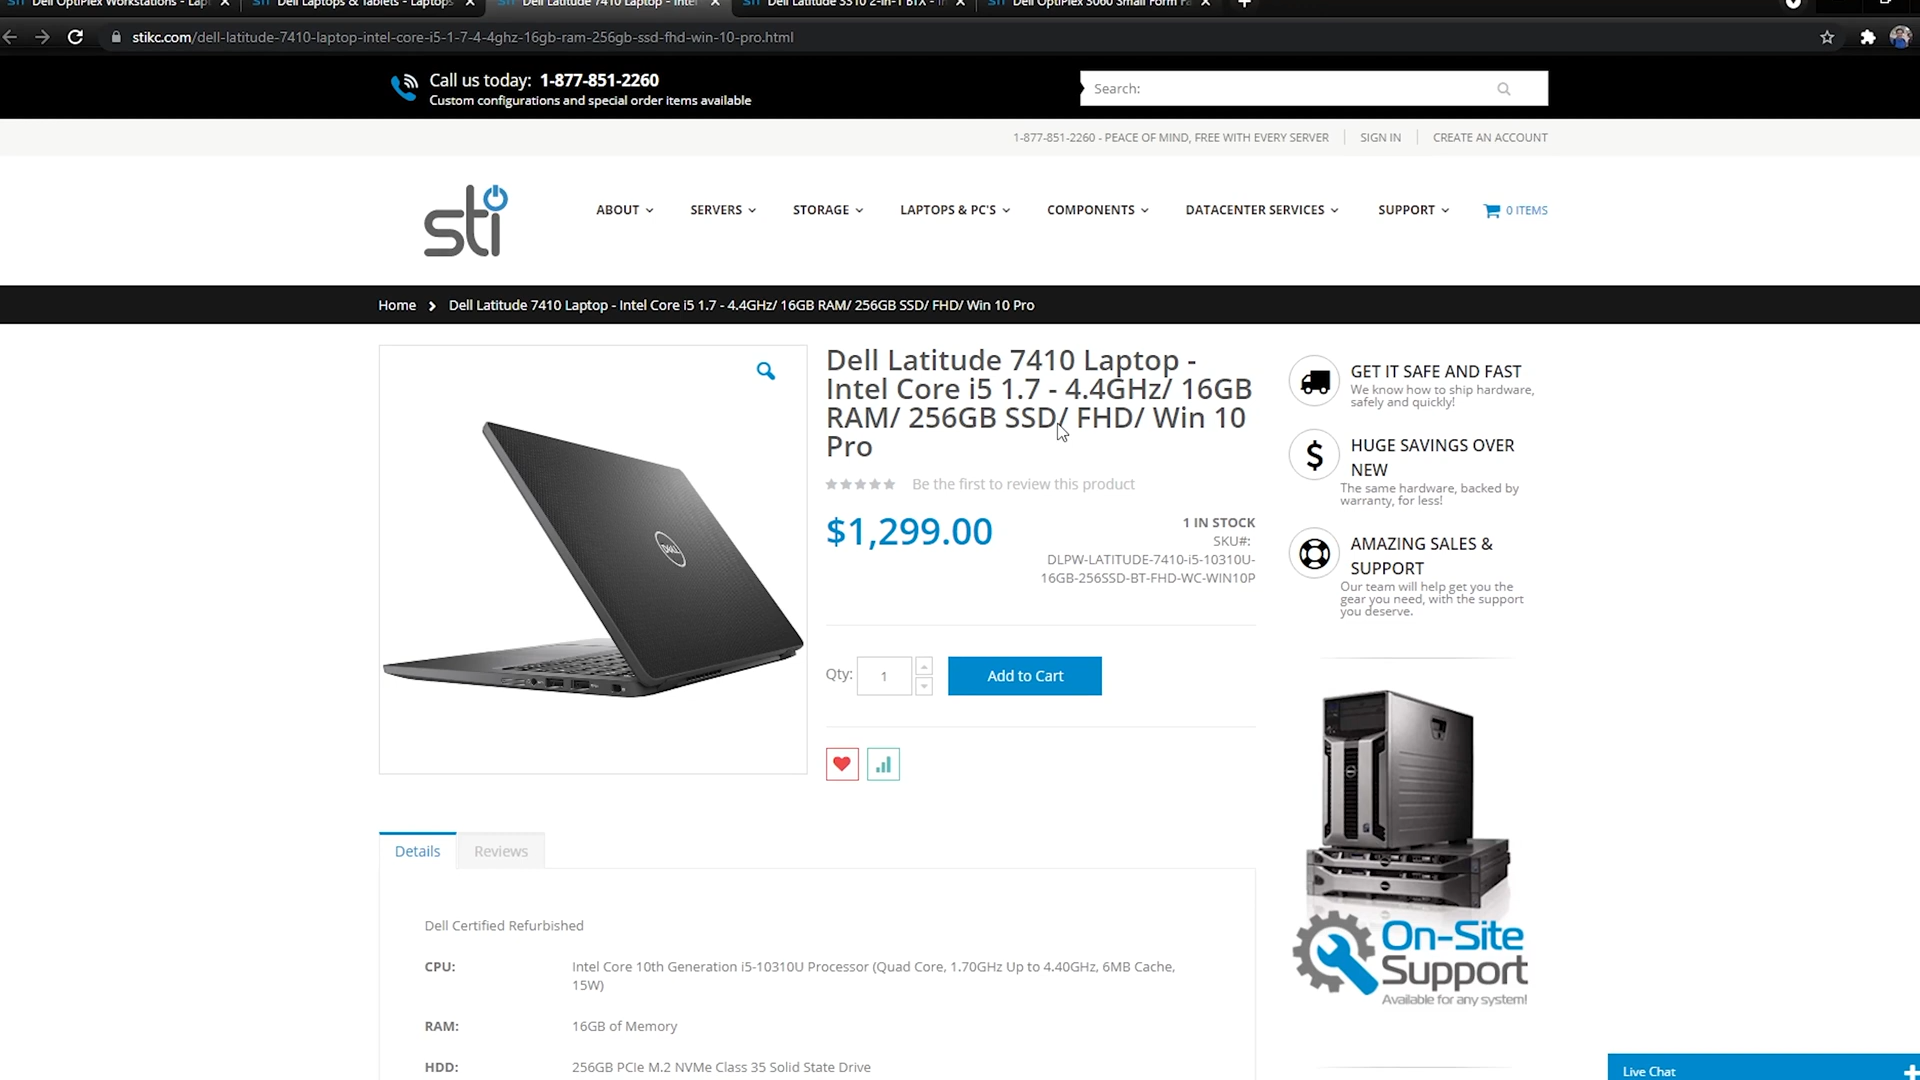 Dell OptiPlex Workstations - Lap
Dell Laptops & Tablets - Laptops
Dell Latitude 7410 Laptop - Intel
Dell Latitude 3310 2-in-1 BTX - In
Dell OptiPlex 3060 Small Form Fa
stikc.com/dell-latitude-7410-laptop-intel-core-i5-1-7-4-4ghz-16gb-ram-256gb-ssd-fhd-win-10-pro.html
Call us today: 1-877-851-2260
Custom configurations and special order items available
Search:
1-877-851-2260 - PEACE OF MIND, FREE WITH EVERY SERVER
SIGN IN
CREATE AN ACCOUNT
sti
ABOUT
SERVERS
STORAGE
LAPTOPS & PC'S
COMPONENTS
DATACENTER SERVICES
SUPPORT
0 ITEMS
Home
Dell Latitude 7410 Laptop - Intel Core i5 1.7 - 4.4GHz/ 16GB RAM/ 256GB SSD/ FHD/ Win 10 Pro
DELL
Dell Latitude 7410 Laptop -
Intel Core i5 1.7 - 4.4GHz/ 16GB
RAM/ 256GB SSD/ FHD/ Win 10
Pro
Be the first to review this product
$1,299.00
1 IN STOCK
SKU#:
DLPW-LATITUDE-7410-i5-10310U-
16GB-256SSD-BT-FHD-WC-WIN10P
Qty:
1
Add to Cart
GET IT SAFE AND FAST
We know how to ship hardware,
safely and quickly!
$
HUGE SAVINGS OVER
NEW
The same hardware, backed by
warranty, for less!
AMAZING SALES &
SUPPORT
Our team will help get you the
gear you need, with the support
you deserve.
On-Site
Support
Available for any system!
Details
Reviews
Dell Certified Refurbished
CPU:
Intel Core 10th Generation i5-10310U Processor (Quad Core, 1.70GHz Up to 4.40GHz, 6MB Cache,
15W)
RAM:
16GB of Memory
HDD:
256GB PCIe M.2 NVMe Class 35 Solid State Drive
Live Chat